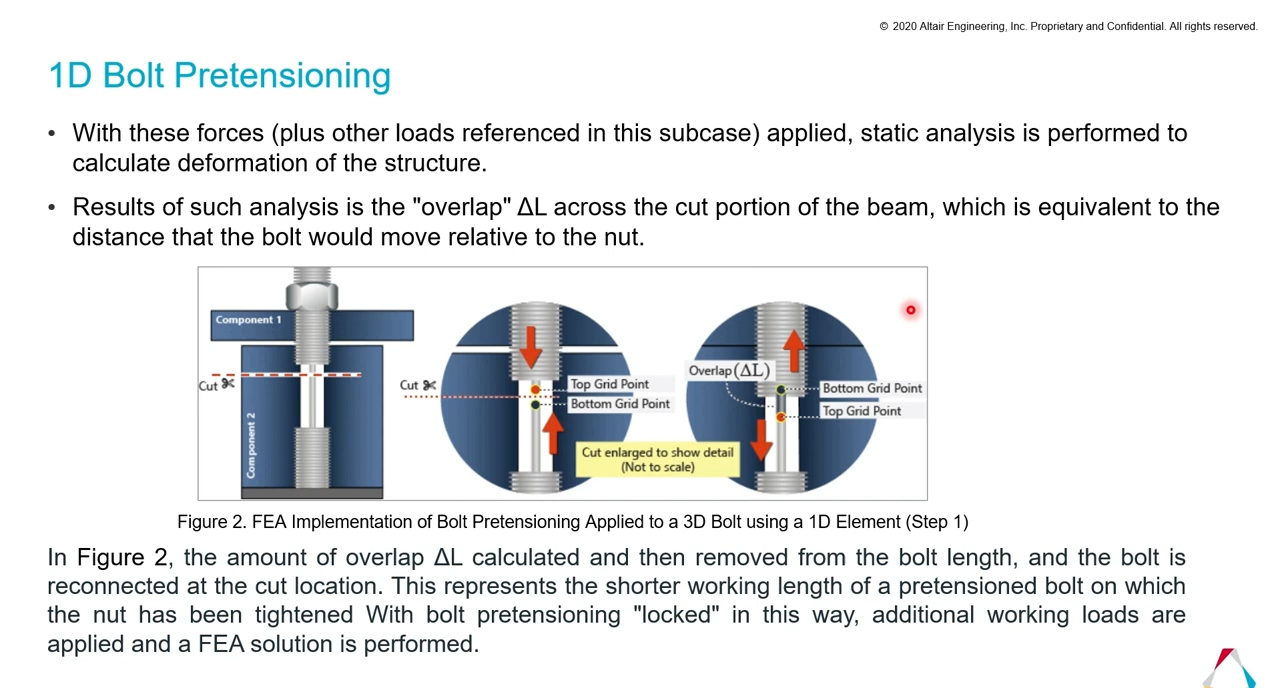 © 2020 Altair Engineering, Inc. Proprietary and Confidential. All rights reserved.
1D Bolt Pretensioning
• With these forces (plus other loads referenced in this subcase) applied, static analysis is performed to
calculate deformation of the structure.
• Results of such analysis is the "overlap" ΔL across the cut portion of the beam, which is equivalent to the
distance that the bolt would move relative to the nut.
Component 1
Cut
Component 2
Cut
Top Grid Point
Bottom Grid Point
Cut enlarged to show detail
(Not to scale)
Overlap(ΔL)
Bottom Grid Point
Top Grid Point
Figure 2. FEA Implementation of Bolt Pretensioning Applied to a 3D Bolt using a 1D Element (Step 1)
In Figure 2, the amount of overlap ΔL calculated and then removed from the bolt length, and the bolt is
reconnected at the cut location. This represents the shorter working length of a pretensioned bolt on which
the nut has been tightened With bolt pretensioning "locked" in this way, additional working loads are
applied and a FEA solution is performed.